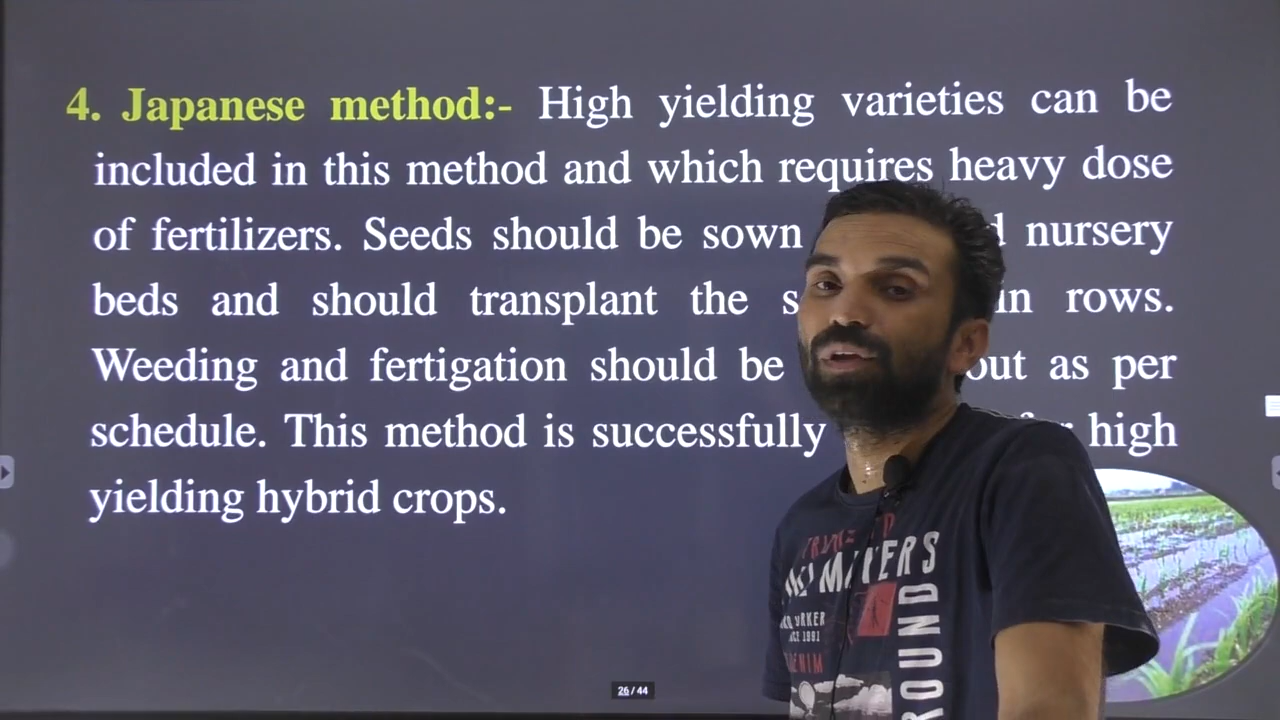 4. Japanese method:- High yielding varieties can be
included in this method and which requires heavy dose
of fertilizers. Seeds should be sown nursery
beds and should transplant the in rows.
Weeding and fertigation should be out as per
schedule. This method is successfully high
yielding hybrid crops.
ROUND
26 / 44